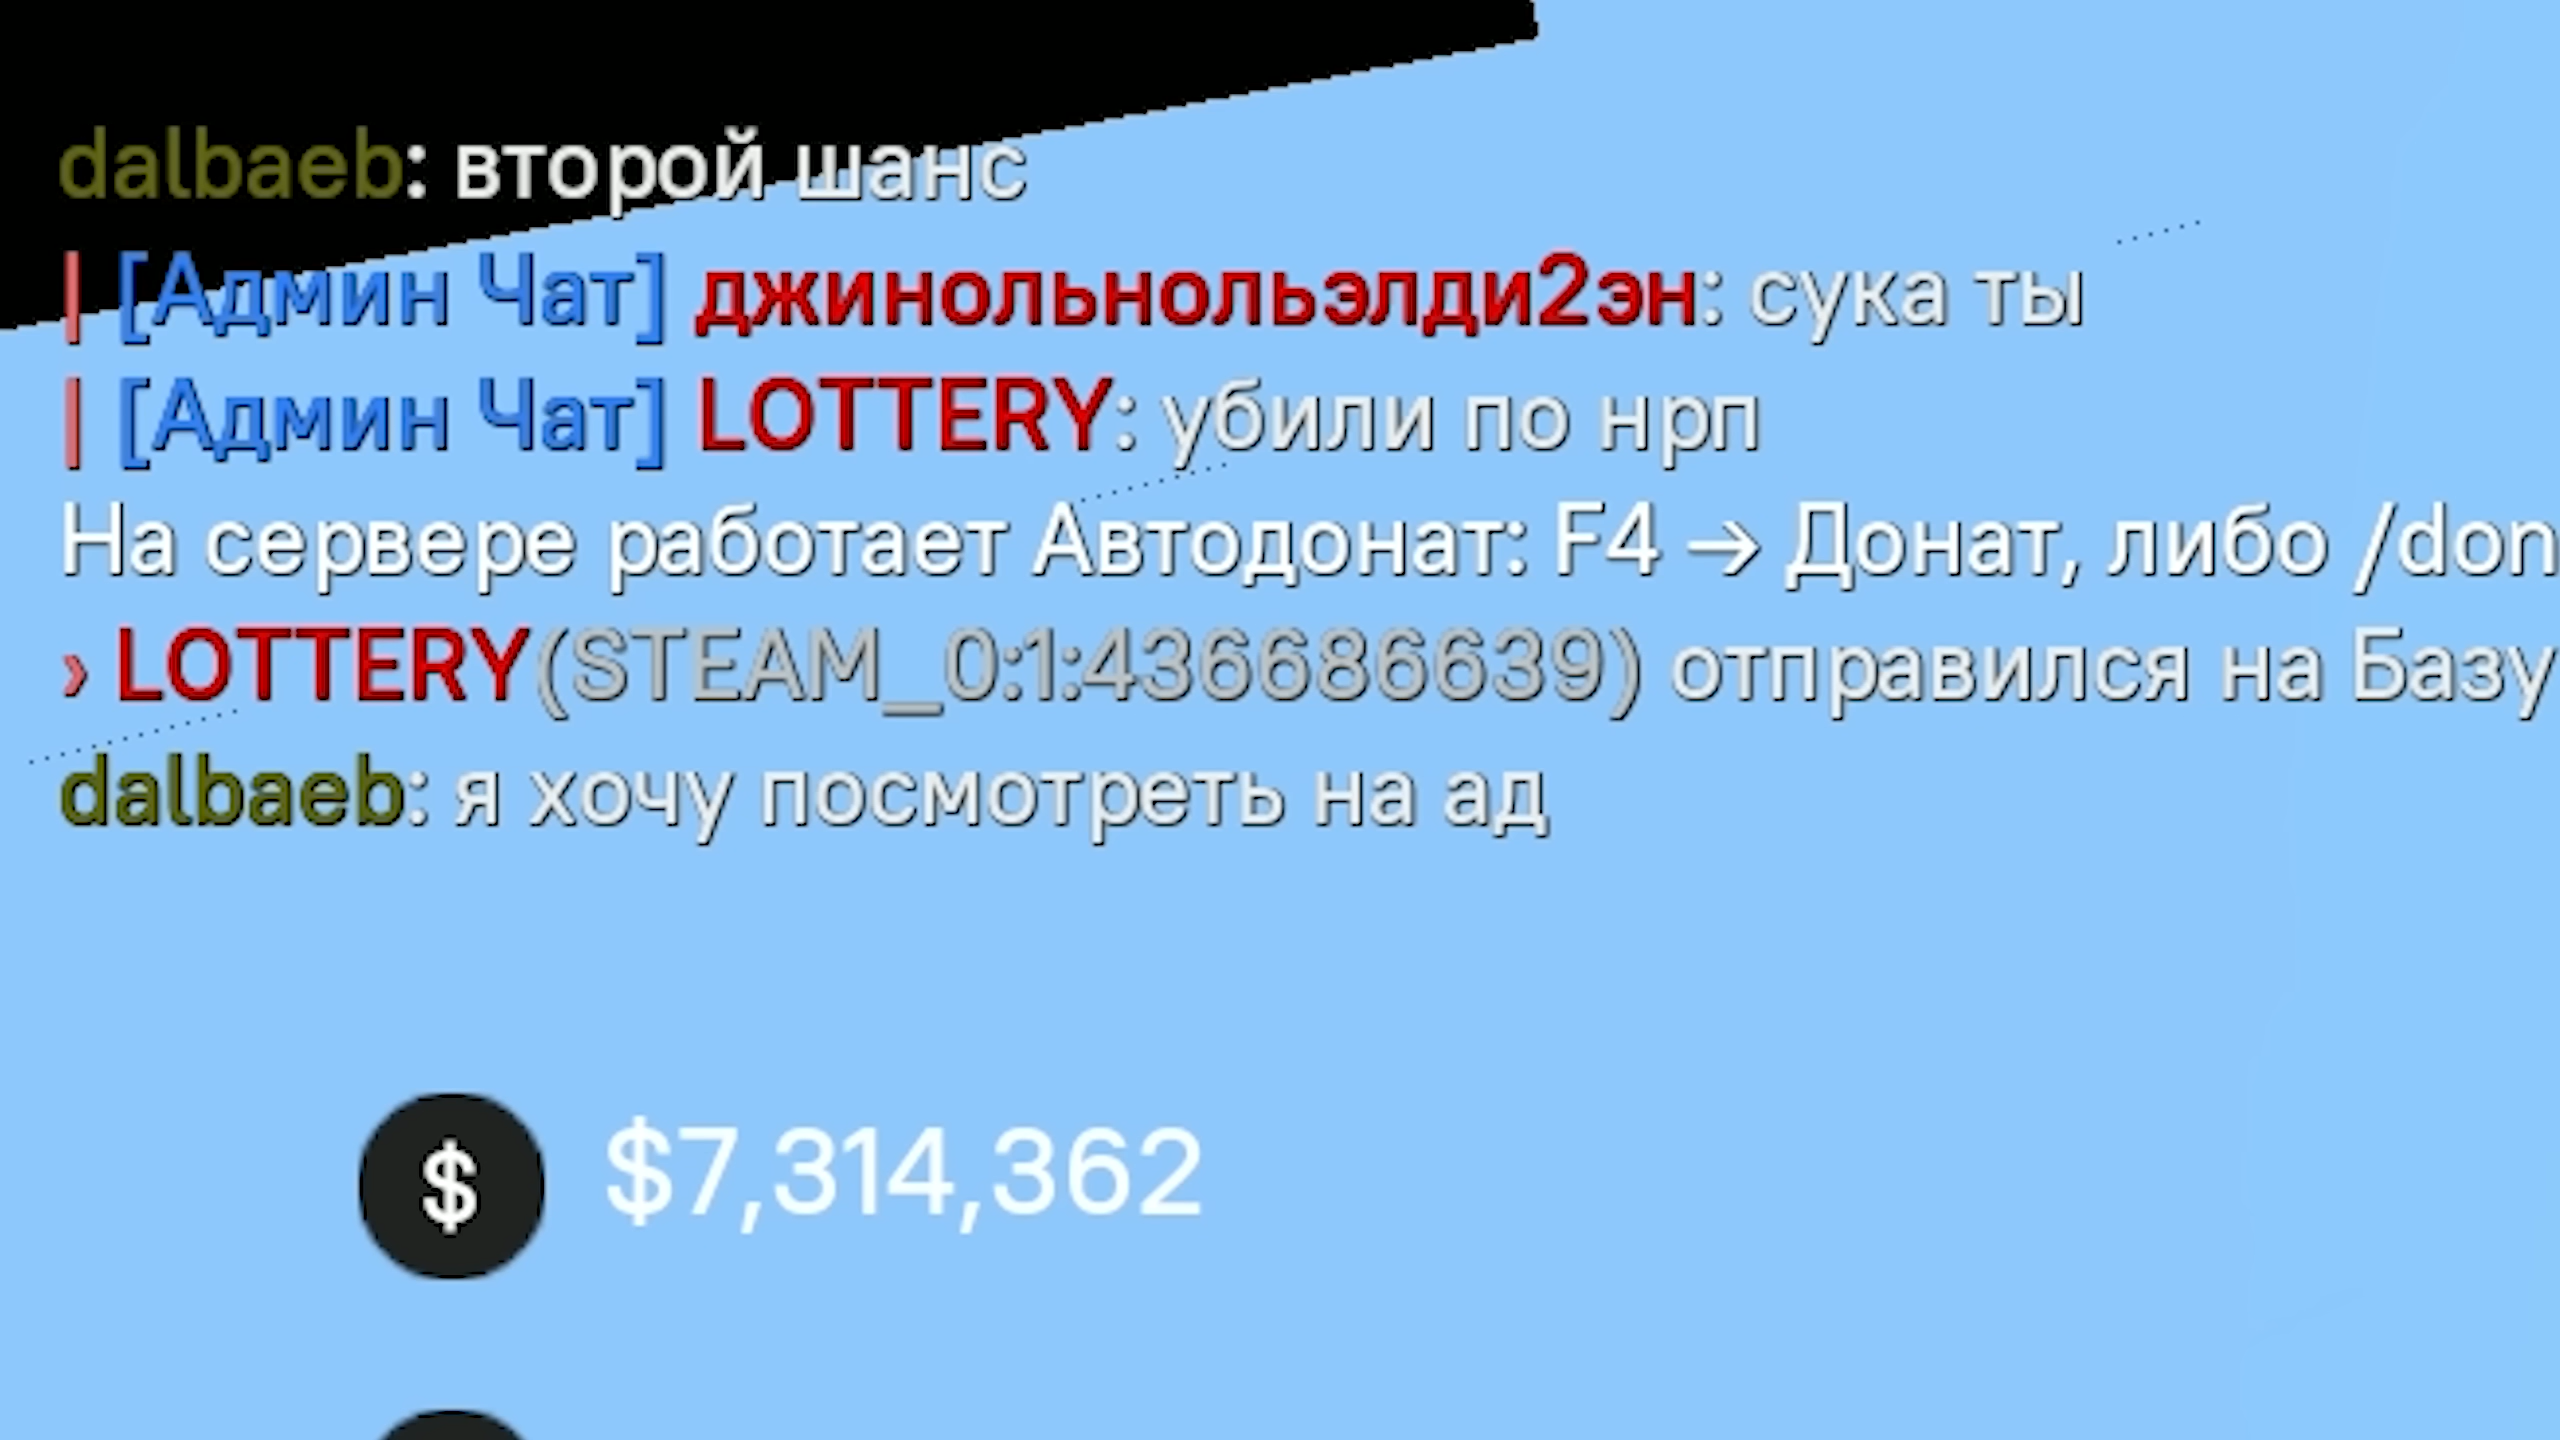 dalbaeb: второй шанс
| [Админ Чат] джинольнольэлди2эн: сука ты
| [Админ Чат] LOTTERY: убили по нрп
На сервере работает Автодонат: F4 → Донат, либо /don
› LOTTERY(STEAM_0:1:436686639) отправился на Базу
dalbaeb: я хочу посмотреть на ад
$ $7,314,362